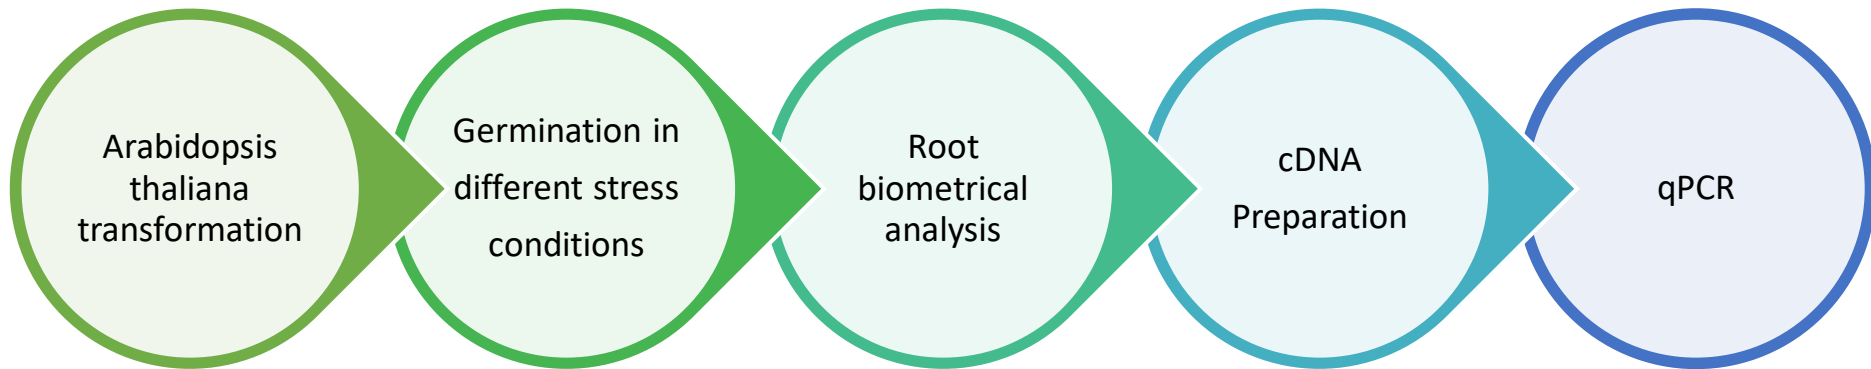 Arabidopsis
thaliana
transformation
Germination in
different stress
conditions
Root
biometrical
analysis
cDNA
Preparation
qPCR